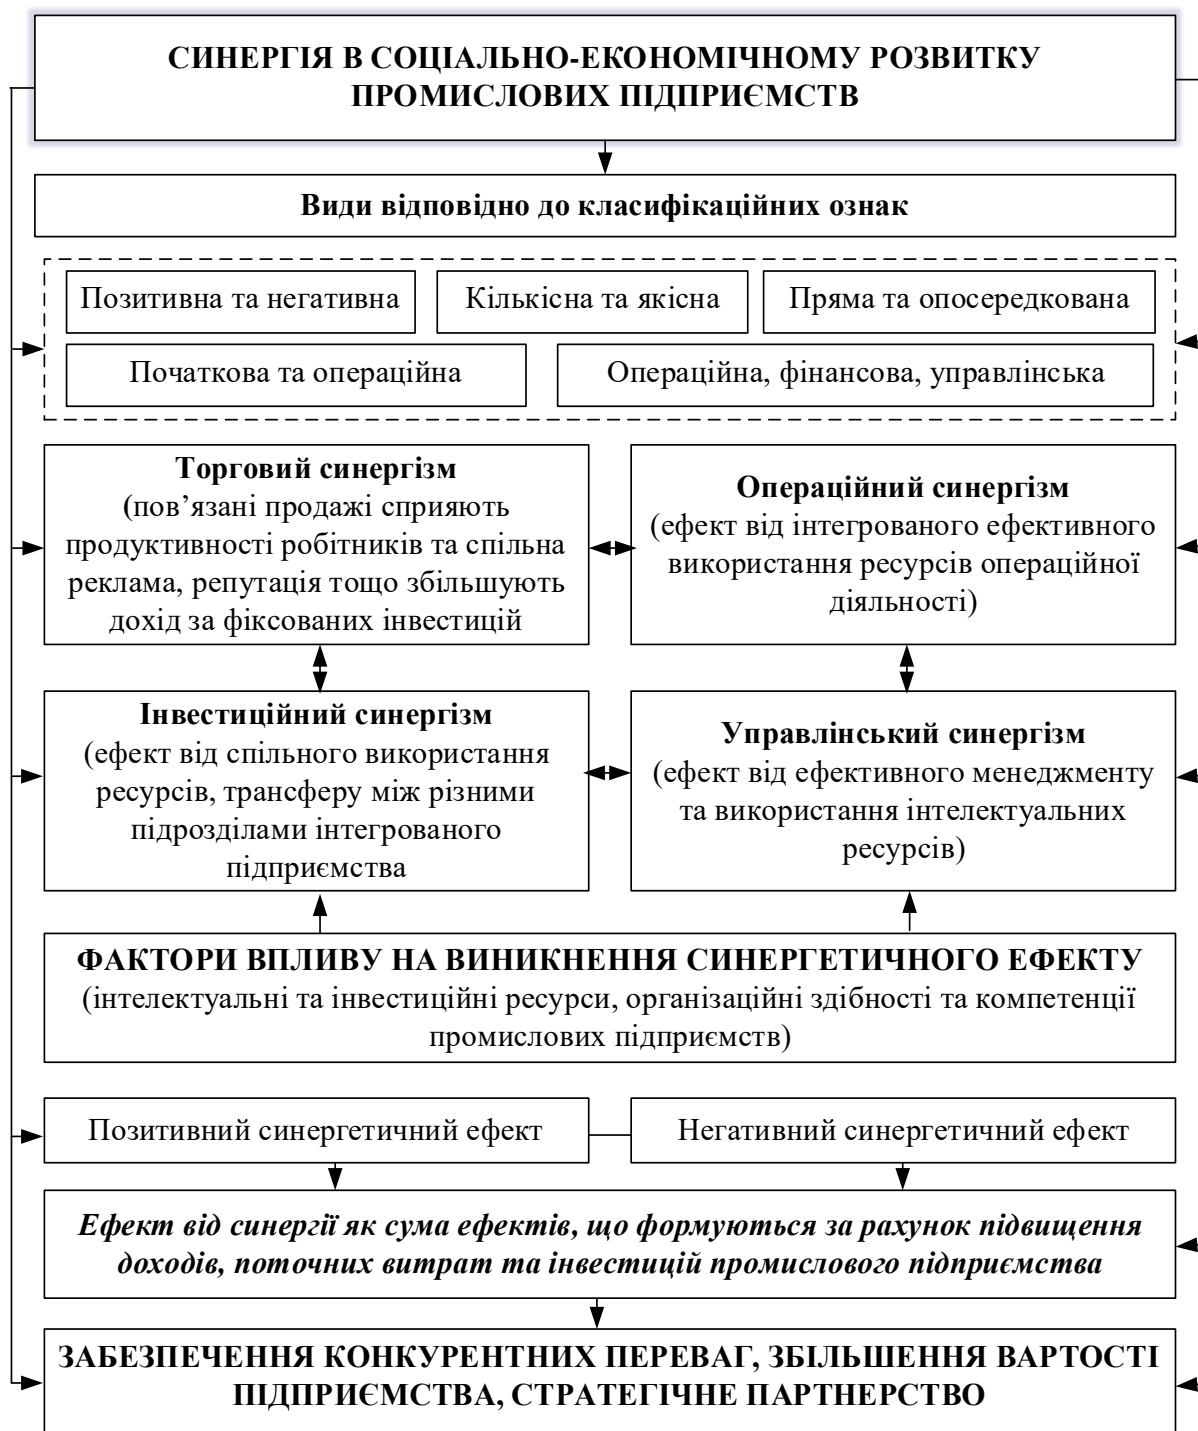 СИНЕРГІЯ В СОЦІАЛЬНО-ЕКОНОМІЧНОМУ РОЗВИТКУ
ПРОМИСЛОВИХ ПІДПРИЄМСТВ
Види відповідно до класифікаційних ознак
Позитивна та негативна
Кількісна та якісна
Пряма та опосередкована
Початкова та операційна
Операційна, фінансова, управлінська
Торговий синергізм
(пов’язані продажі сприяють
продуктивності робітників та спільна
реклама, репутація тощо збільшують
дохід за фіксованих інвестицій
Операційний синергізм
(ефект від інтегрованого ефективного
використання ресурсів операційної
діяльності)
Інвестиційний синергізм
(ефект від спільного використання
ресурсів, трансферу між різними
підрозділами інтегрованого
підприємства
Управлінський синергізм
(ефект від ефективного менеджменту
та використання інтелектуальних
ресурсів)
ФАКТОРИ ВПЛИВУ НА ВИНИКНЕННЯ СИНЕРГЕТИЧНОГО ЕФЕКТУ
(інтелектуальні та інвестиційні ресурси, організаційні здібності та компетенції
промислових підприємств)
Позитивний синергетичний ефект
Негативний синергетичний ефект
Ефект від синергії як сума ефектів, що формуються за рахунок підвищення
доходів, поточних витрат та інвестицій промислового підприємства
ЗАБЕЗПЕЧЕННЯ КОНКУРЕНТНИХ ПЕРЕВАГ, ЗБІЛЬШЕННЯ ВАРТОСТІ
ПІДПРИЄМСТВА, СТРАТЕГІЧНЕ ПАРТНЕРСТВО